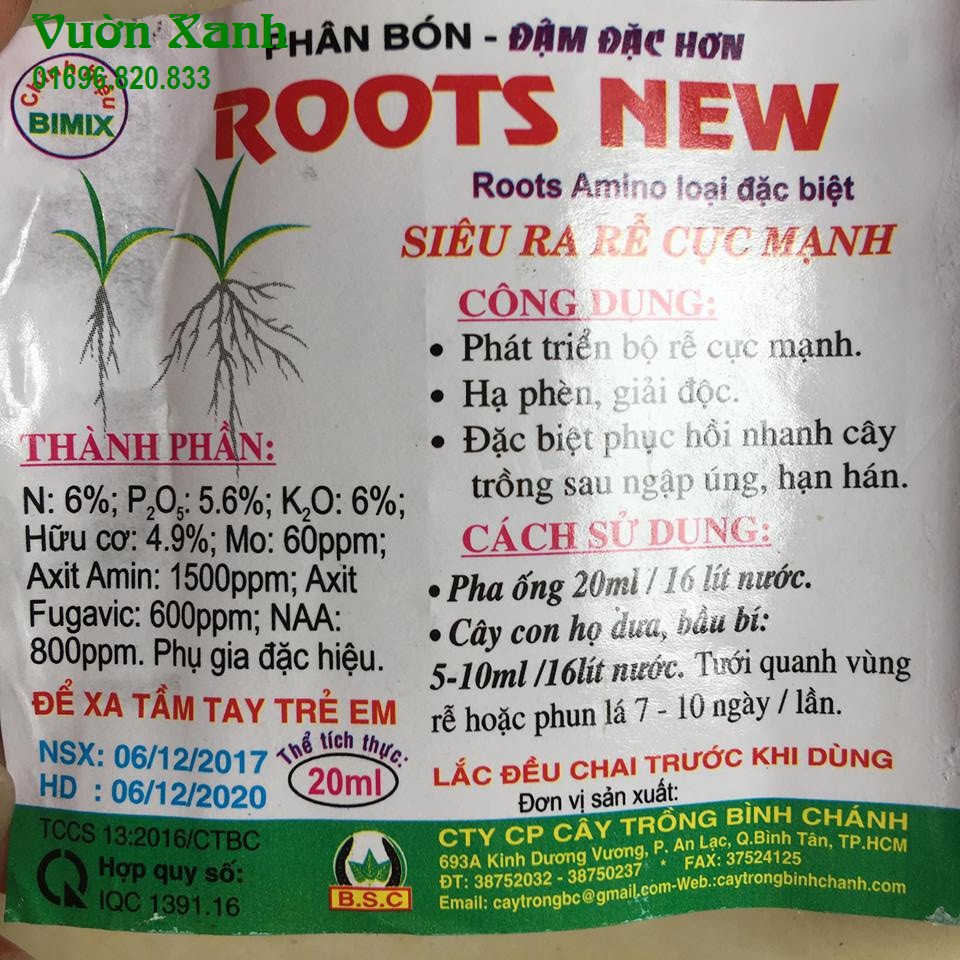 Vườn Xanh
01696.820.833
PHÂN BÓN - ĐẬM ĐẶC HƠN
BIMIX
ROOTS NEW
Roots Amino loại đặc biệt
SIÊU RA RỄ CỰC MẠNH
CÔNG DỤNG:
• Phát triển bộ rễ cực mạnh.
• Hạ phèn, giải độc.
• Đặc biệt phục hồi nhanh cây
trồng sau ngập úng, hạn hán.
THÀNH PHẦN:
N: 6%; P2O5: 5.6%; K2O: 6%;
Hữu cơ: 4.9%; Mo: 60ppm;
Axit Amin: 1500ppm; Axit
Fugavic: 600ppm; NAA:
800ppm. Phụ gia đặc hiệu.
CÁCH SỬ DỤNG:
• Pha ống 20ml / 16 lít nước.
• Cây con họ dưa, bầu bí:
5-10ml /16lít nước. Tưới quanh vùng
rễ hoặc phun lá 7 - 10 ngày / lần.
ĐỂ XA TẦM TAY TRẺ EM
NSX: 06/12/2017
HD : 06/12/2020
Thể tích thực:
20ml
LẮC ĐỀU CHAI TRƯỚC KHI DÙNG
Đơn vị sản xuất:
TCCS 13:2016/CTBC
Hợp quy số:
IQC 1391.16
B.S.C
CTY CP CÂY TRỒNG BÌNH CHÁNH
693A Kinh Dương Vương, P. An Lạc, Q.Bình Tân, TP.HCM
ĐT: 38752032 - 38750237 * FAX: 37524125
Email: caytrongbc@gmail.com-Web.:caytrongbinhchanh.com